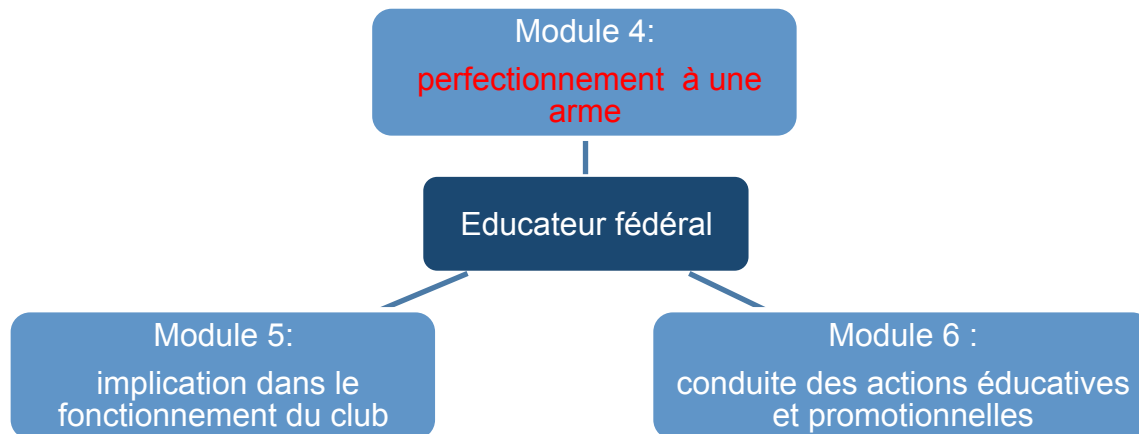 Module 4:
perfectionnement à une
arme
Educateur fédéral
Module 5:
implication dans le
fonctionnement du club
Module 6 :
conduite des actions éducatives
et promotionnelles